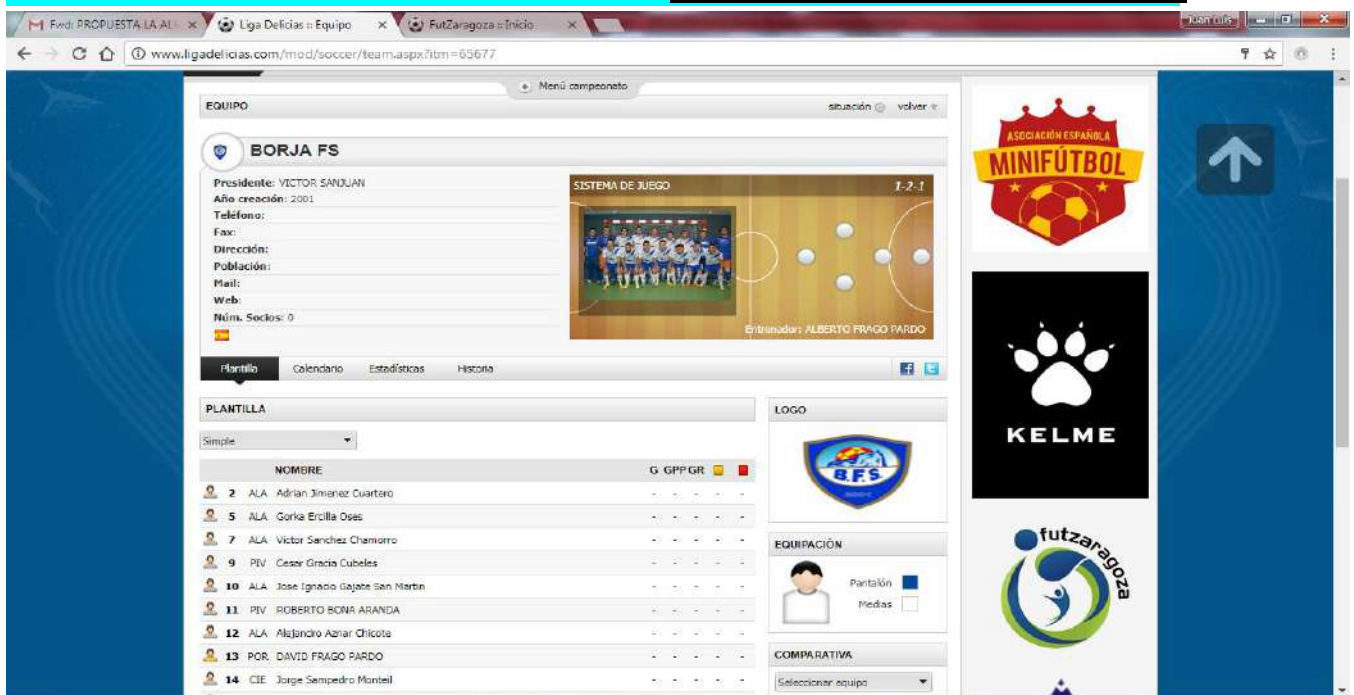 Fwd: PROPUESTA LA AL
Liga Delicias :: Equipo
FutZaragoza :: Inicio
Juan Luis
www.ligadelicias.com/mod/soccer/team.aspx?itm=65677
Menú campeonato
EQUIPO
situación
volver
BORJA FS
Presidente: VICTOR SANJUAN
Año creación: 2001
Teléfono:
Fax:
Dirección:
Población:
Mail:
Web:
Núm. Socios: 0
SISTEMA DE JUEGO
1-2-1
Entrenador: ALBERTO FRAGO PARDO
Plantilla
Calendario
Estadísticas
Historia
PLANTILLA
Simple
NOMBRE G GPP GR
2 ALA Adrian Jimenez Cuartero - - - - -
5 ALA Gorka Ercilla Oses - - - - -
7 ALA Victor Sanchez Chamorro - - - - -
9 PIV Cesar Gracia Cubeles - - - - -
10 ALA Jose Ignacio Gajate San Martin - - - - -
11 PIV ROBERTO BONA ARANDA - - - - -
12 ALA Alejandro Aznar Chicote - - - - -
13 POR DAVID FRAGO PARDO - - - - -
14 CIE Jorge Sampedro Monteil - - - - -
LOGO
B.F.S.
EQUIPACIÓN
Pantalón
Medias
COMPARATIVA
Seleccionar equipo
ASOCIACIÓN ESPAÑOLA
MINIFÚTBOL
KELME
futzaragoza